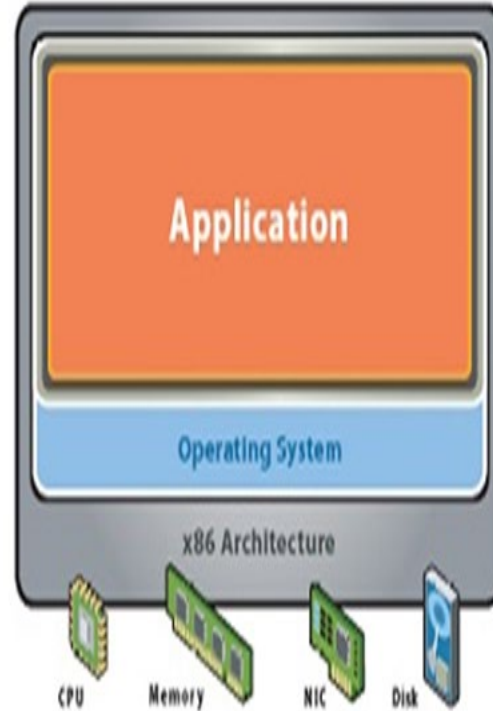 Application
Operating System
x86 Architecture
CPU Memory NIC Disk